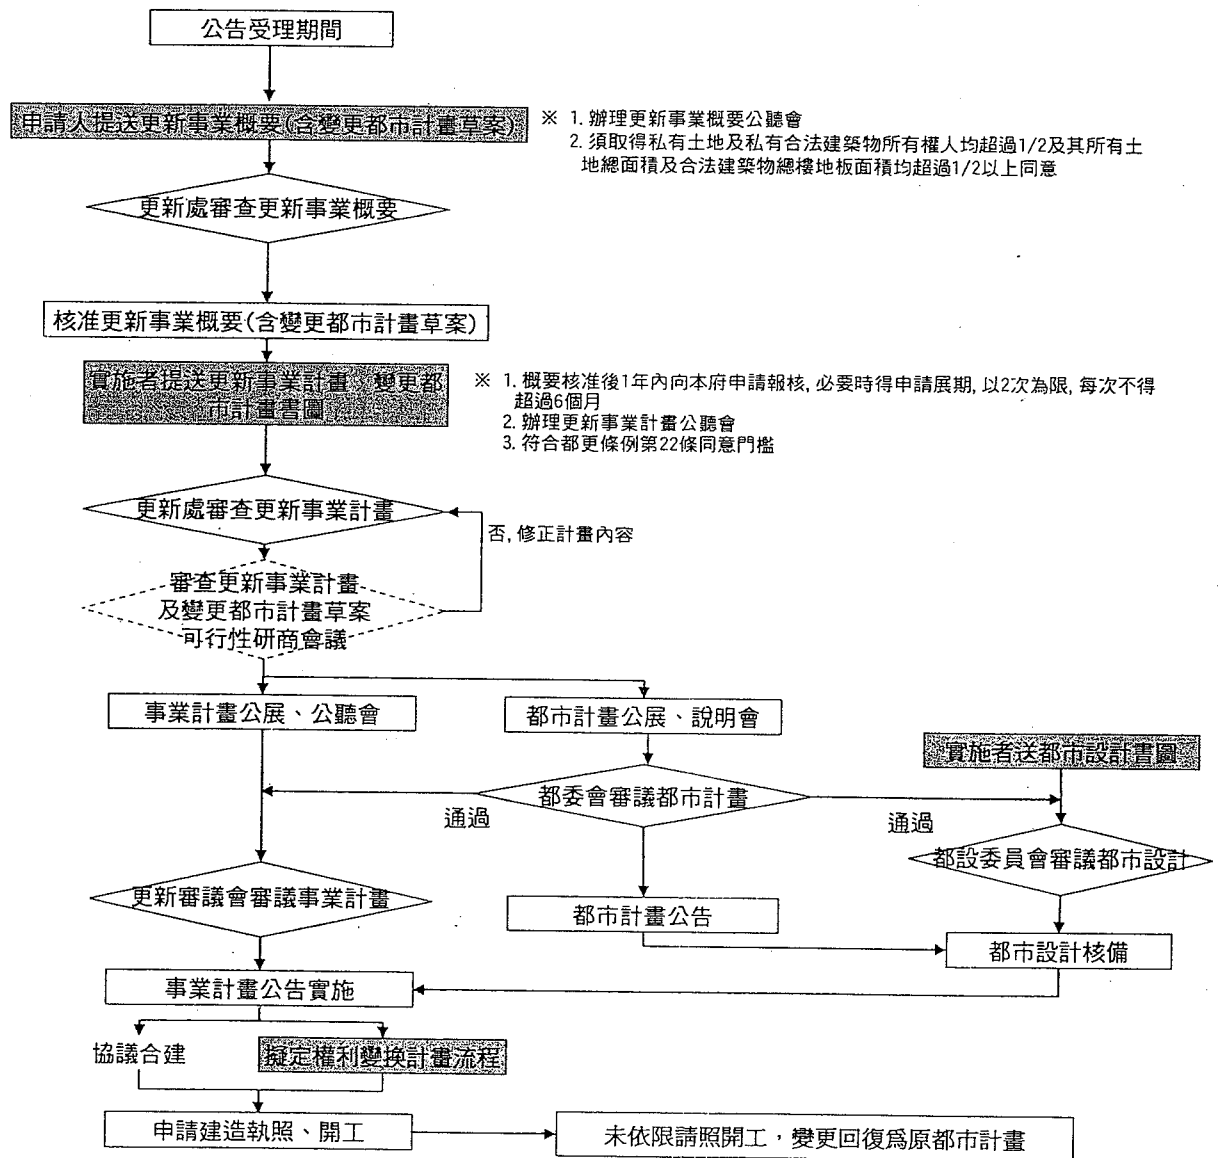 公告受理期間
申請人提送更新事業概要(含變更都市計畫草案)
※ 1. 辦理更新事業概要公聽會
2. 須取得私有土地及私有合法建築物所有權人均超過1/2及其所有土
地總面積及合法建築物總樓地板面積均超過1/2以上同意
更新處審查更新事業概要
核准更新事業概要(含變更都市計畫草案)
實施者提送更新事業計畫、變更都
市計畫書圖
※ 1. 概要核准後1年內向本府申請報核, 必要時得申請展期, 以2次為限, 每次不得
超過6個月
2. 辦理更新事業計畫公聽會
3. 符合都更條例第22條同意門檻
更新處審查更新事業計畫
否, 修正計畫內容
審查更新事業計畫
及變更都市計畫草案
可行性研商會議
事業計畫公展、公聽會
都市計畫公展、說明會
實施者送都市設計書圖
都委會審議都市計畫
通過
通過
都設委員會審議都市設計
更新審議會審議事業計畫
都市計畫公告
都市設計核備
事業計畫公告實施
協議合建
擬定權利變換計畫流程
申請建造執照、開工
未依限請照開工，變更回復為原都市計畫